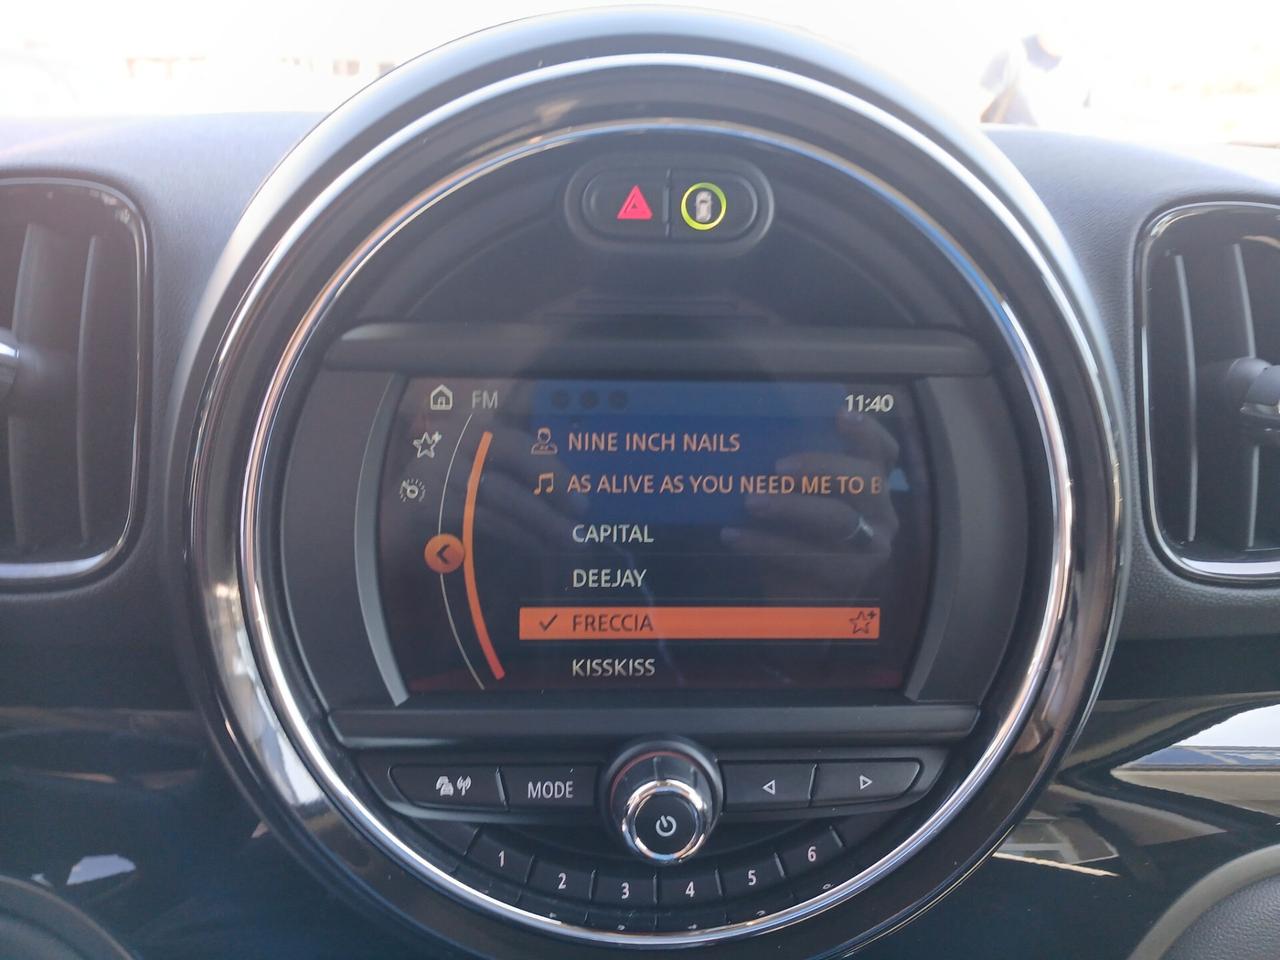 FM 11:40
NINE INCH NAILS
AS ALIVE AS YOU NEED ME TO B
CAPITAL
DEEJAY
FRECCIA
KISSKISS
MODE
1 2 3 4 5 6